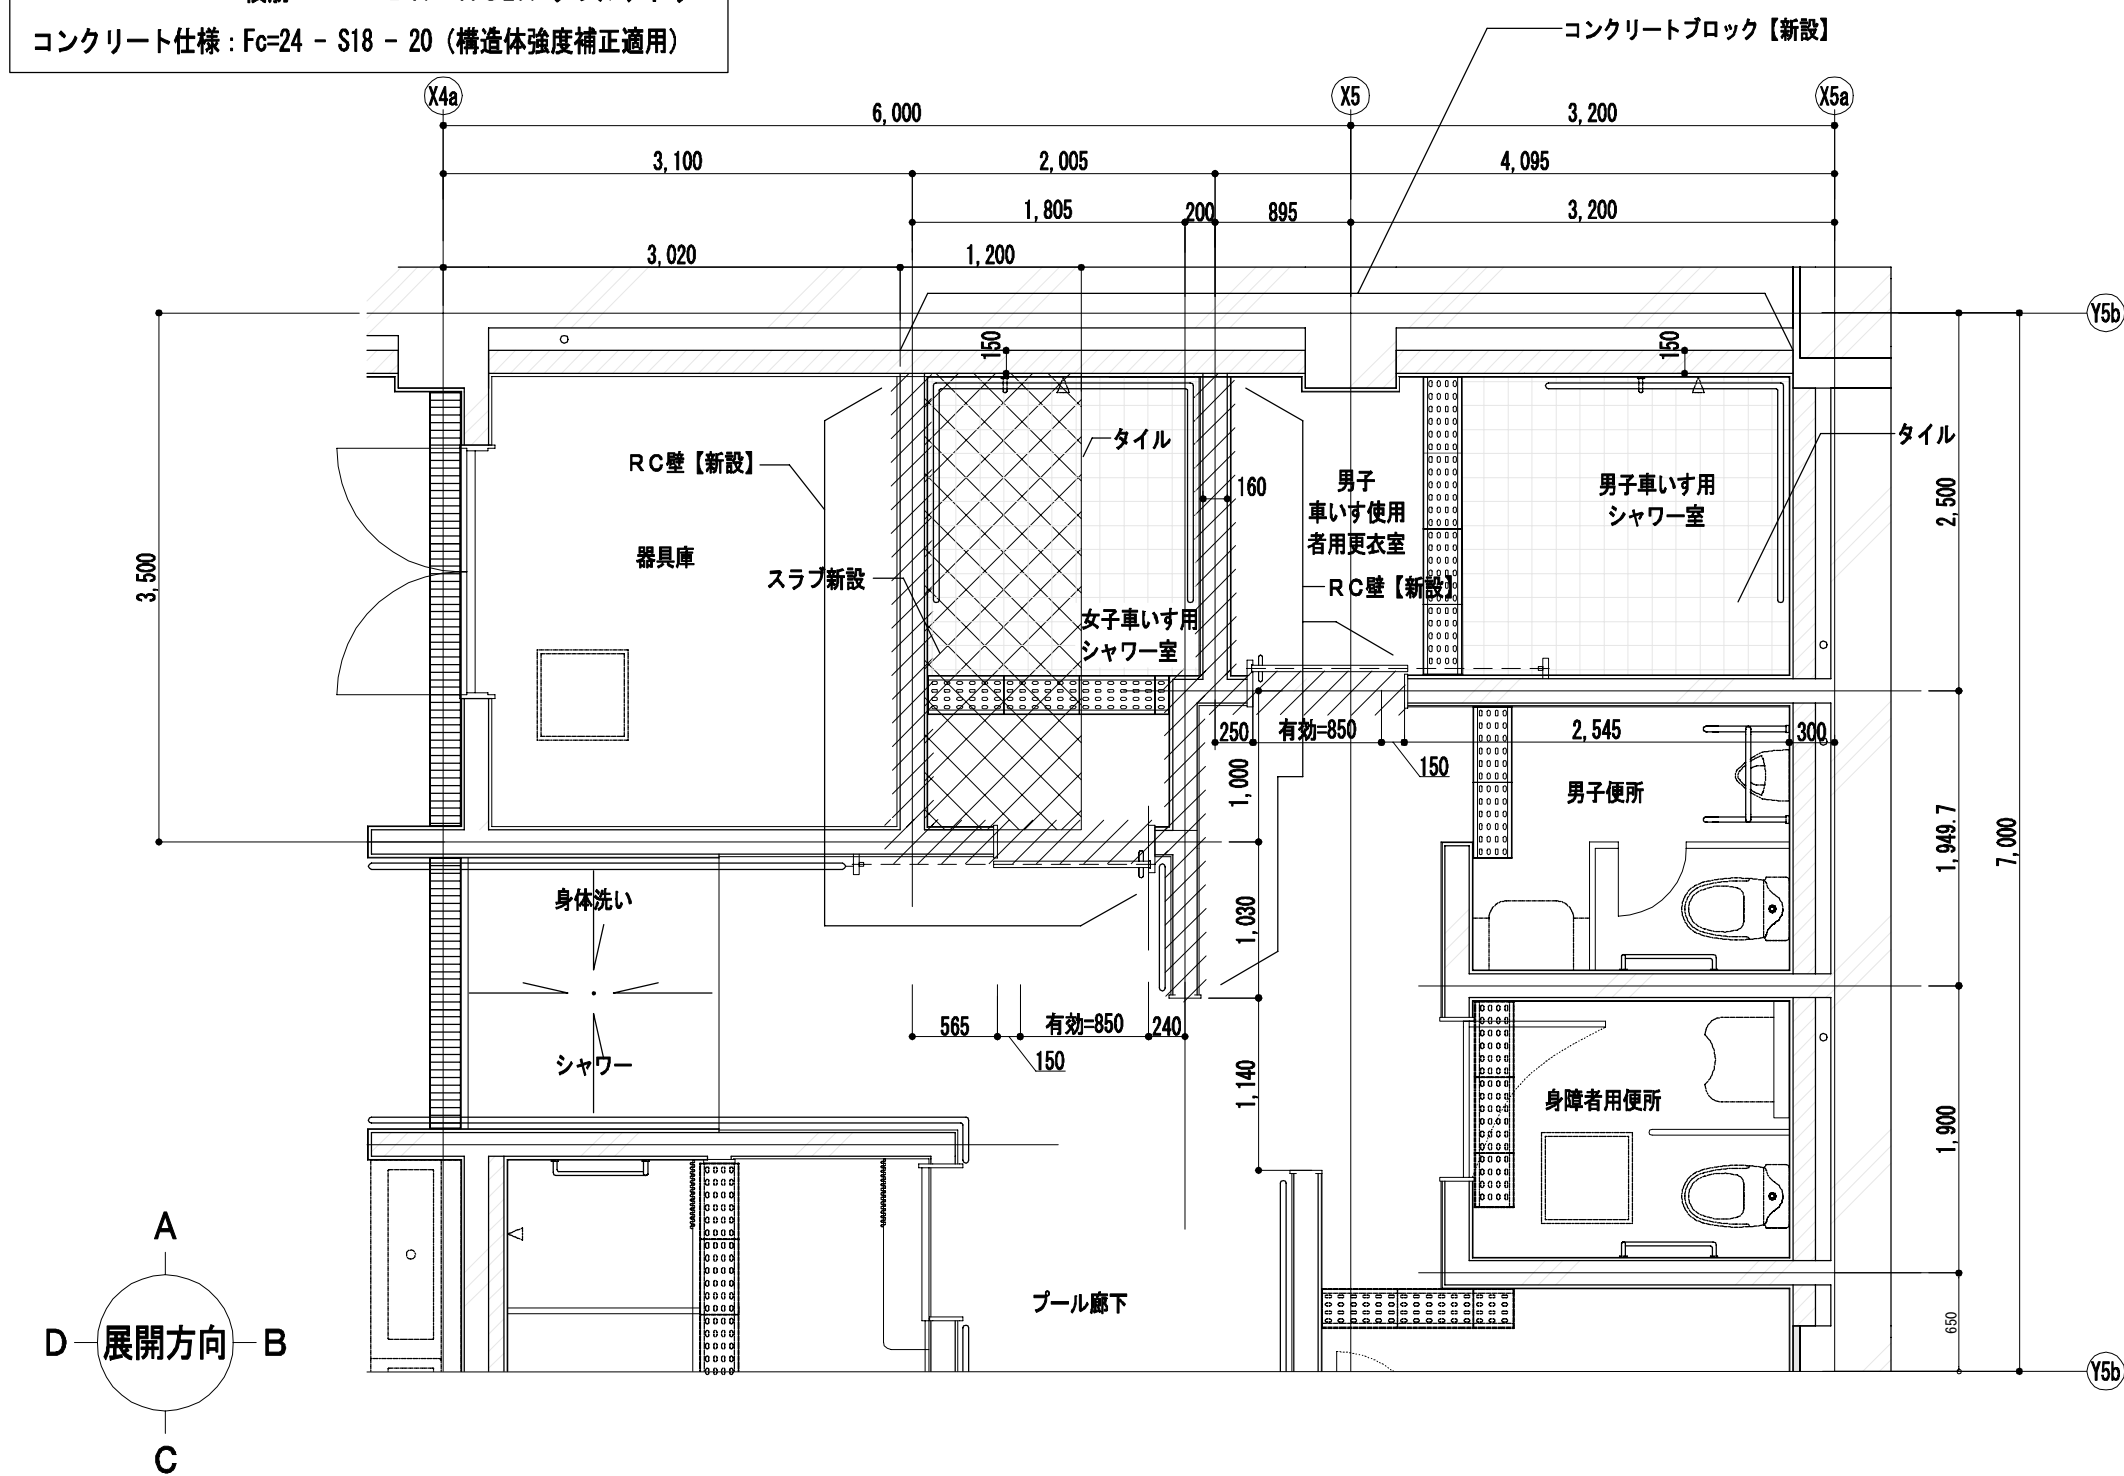 コンクリート仕様：Fc=24 - S18 - 20（構造体強度補正適用）
コンクリートブロック【新設】
X4a
X5
X5a
6,000
3,200
3,100
2,005
4,095
1,805
200
895
3,200
3,020
1,200
Y5b
150
150
タイル
タイル
ＲＣ壁【新設】
160
男子
車いす使用
者用更衣室
男子車いす用
シャワー室
2,500
器具庫
スラブ新設
ＲＣ壁【新設】
3,500
女子車いす用
シャワー室
250
有効=850
2,545
300
150
1,000
男子便所
1,949.7
7,000
身体洗い
1,030
565
有効=850
240
150
シャワー
1,140
身障者用便所
1,900
プール廊下
650
A
D
展開方向
B
C
Y5b